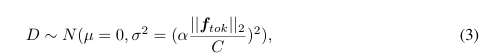 D ∼ N(μ = 0, σ² = (α ||f_tok||₂ / C)²), (3)